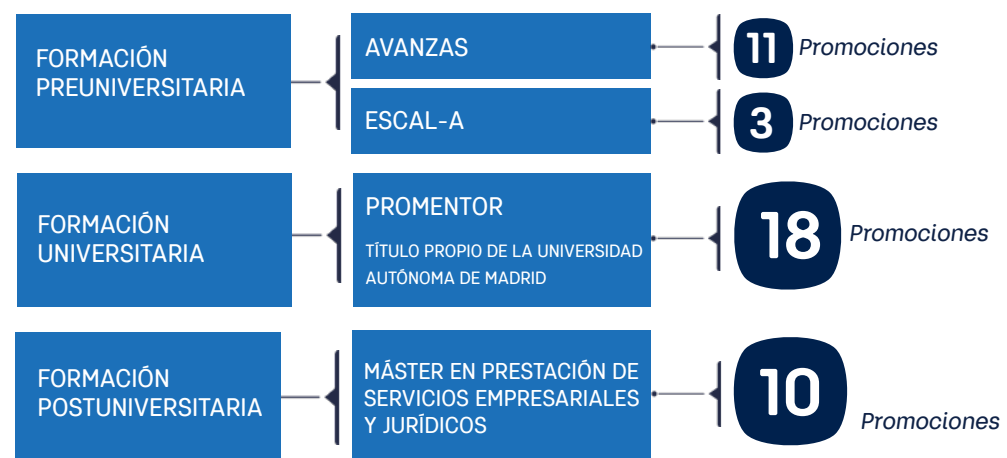 FORMACIÓN
PREUNIVERSITARIA
AVANZAS
11 Promociones
ESCAL-A
3 Promociones
FORMACIÓN
UNIVERSITARIA
PROMENTOR
TÍTULO PROPIO DE LA UNIVERSIDAD
AUTÓNOMA DE MADRID
18 Promociones
FORMACIÓN
POSTUNIVERSITARIA
MÁSTER EN PRESTACIÓN DE
SERVICIOS EMPRESARIALES
Y JURÍDICOS
10 Promociones